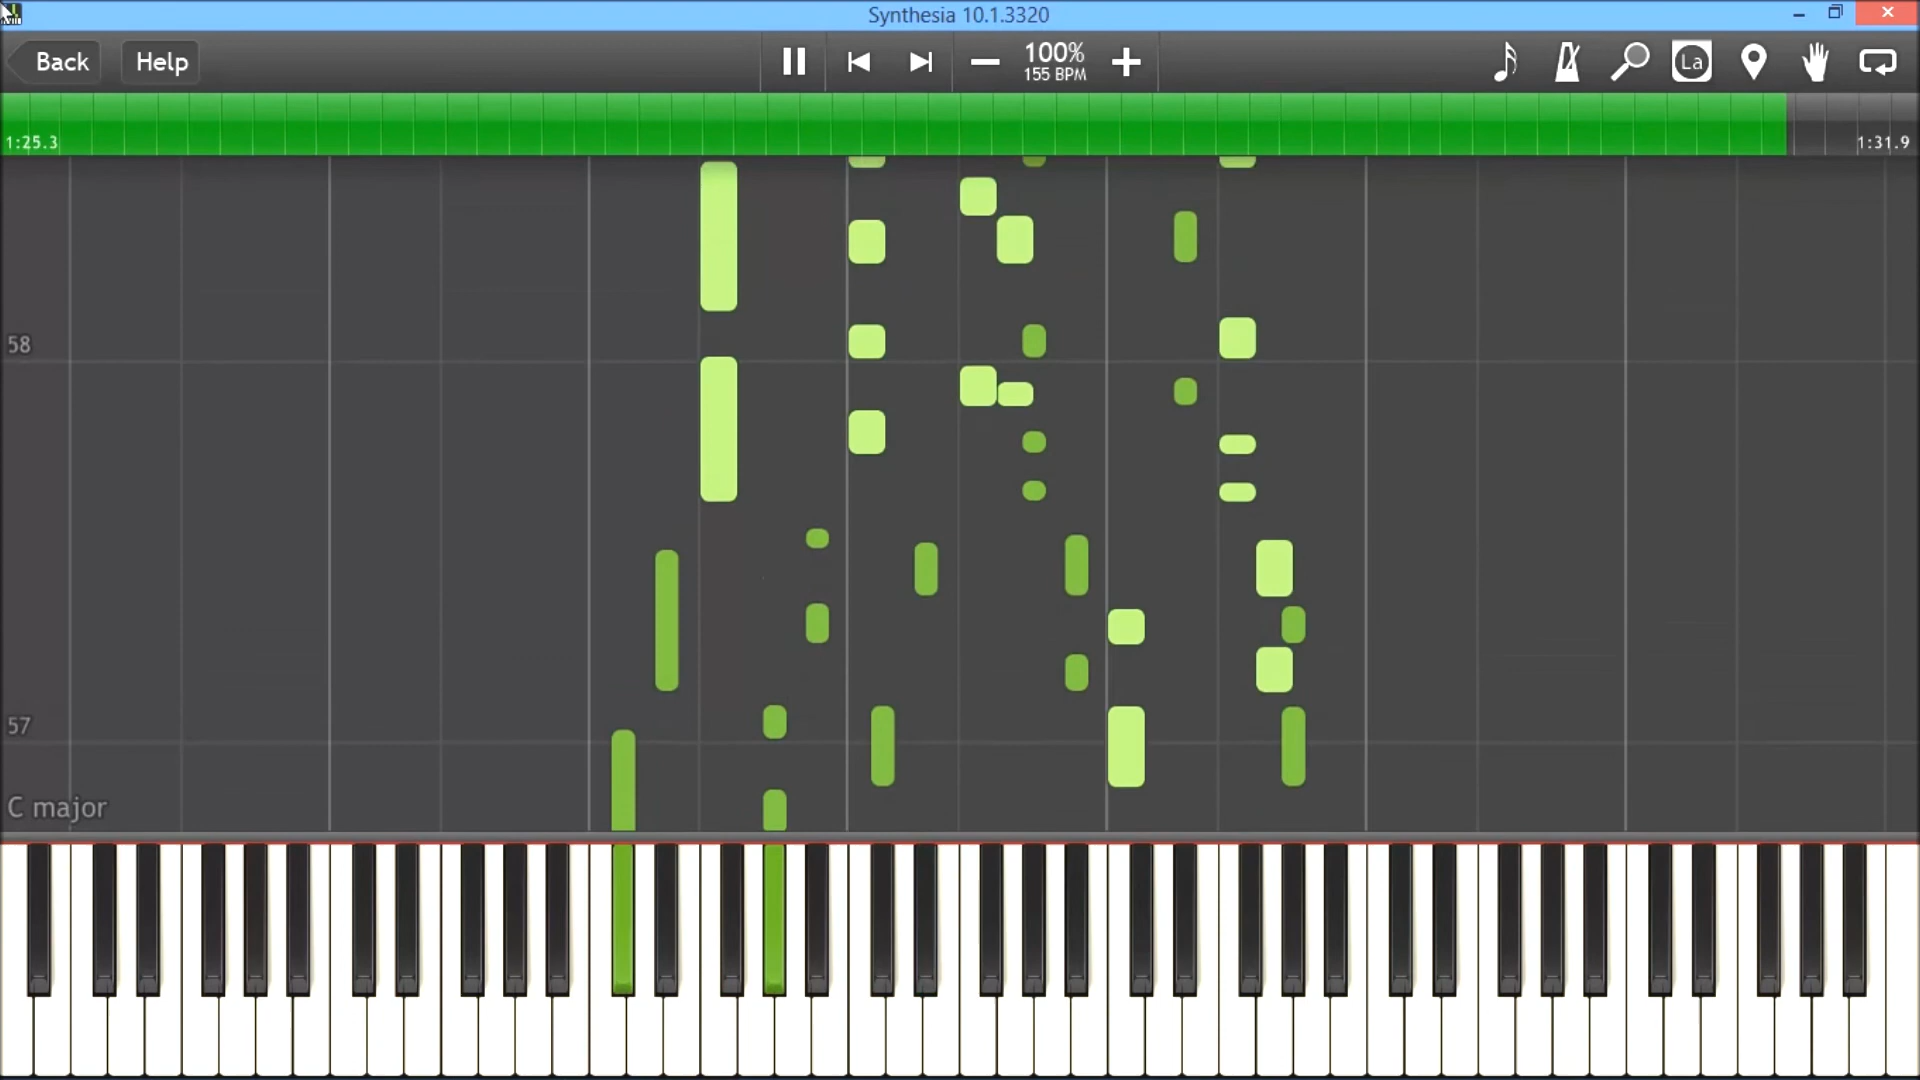 Synthesia 10.1.3320
Back
Help
100%
155 BPM
La
1:25.3
1:31.9
58
57
C major